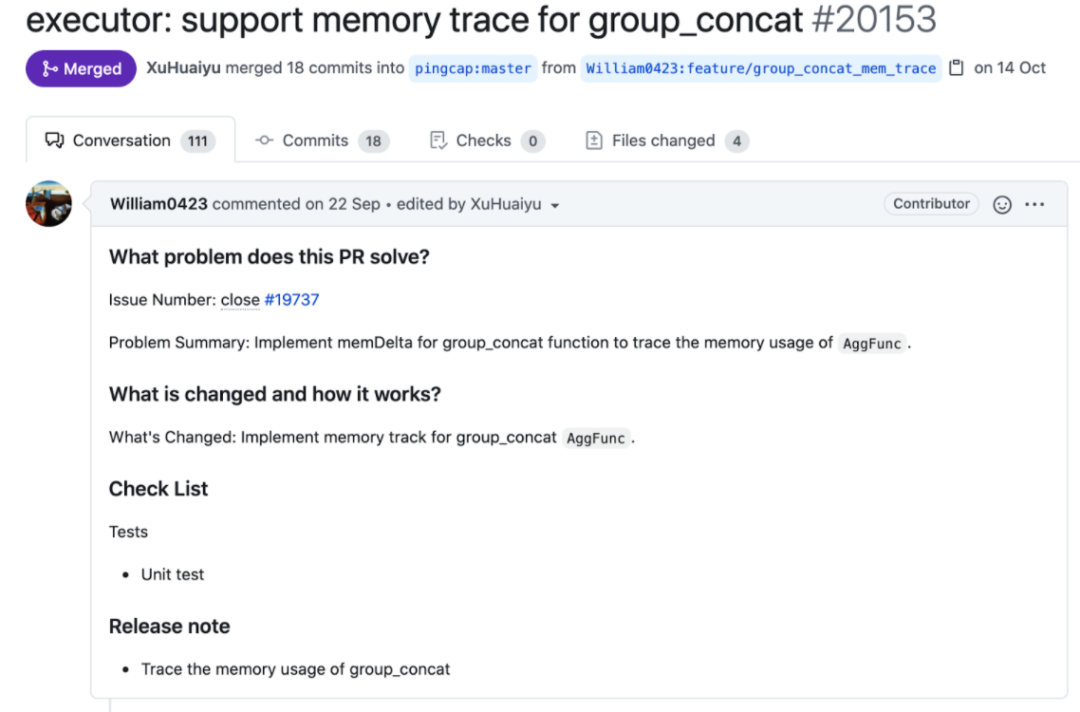 executor: support memory trace for group_concat #20153
Merged XuHuaiyu merged 18 commits into pingcap:master from William0423:feature/group_concat_mem_trace on 14 Oct
Conversation 111 Commits 18 Checks 0 Files changed 4
William0423 commented on 22 Sep • edited by XuHuaiyu Contributor ...
What problem does this PR solve?
Issue Number: close #19737
Problem Summary: Implement memDelta for group_concat function to trace the memory usage of AggFunc .
What is changed and how it works?
What's Changed: Implement memory track for group_concat AggFunc .
Check List
Tests
• Unit test
Release note
• Trace the memory usage of group_concat